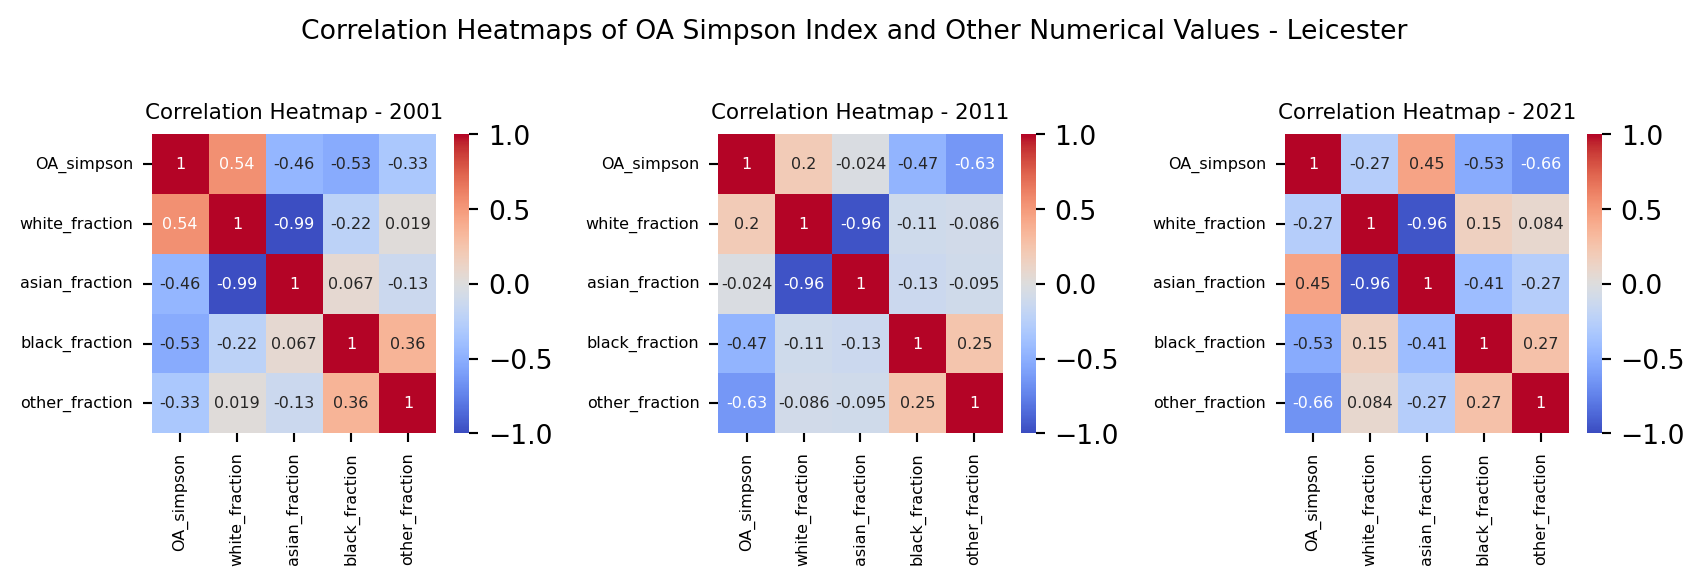 Correlation Heatmaps of OA Simpson Index and Other Numerical Values - Leicester
Correlation Heatmap - 2001
OA_simpson 1 0.54 -0.46 -0.53 -0.33
white_fraction 0.54 1 -0.99 -0.22 0.019
asian_fraction -0.46 -0.99 1 0.067 -0.13
black_fraction -0.53 -0.22 0.067 1 0.36
other_fraction -0.33 0.019 -0.13 0.36 1
OA_simpson
white_fraction
asian_fraction
black_fraction
other_fraction
1.0
0.5
0.0
−0.5
−1.0
Correlation Heatmap - 2011
OA_simpson 1 0.2 -0.024 -0.47 -0.63
white_fraction 0.2 1 -0.96 -0.11 -0.086
asian_fraction -0.024 -0.96 1 -0.13 -0.095
black_fraction -0.47 -0.11 -0.13 1 0.25
other_fraction -0.63 -0.086 -0.095 0.25 1
OA_simpson
white_fraction
asian_fraction
black_fraction
other_fraction
1.0
0.5
0.0
−0.5
−1.0
Correlation Heatmap - 2021
OA_simpson 1 -0.27 0.45 -0.53 -0.66
white_fraction -0.27 1 -0.96 0.15 0.084
asian_fraction 0.45 -0.96 1 -0.41 -0.27
black_fraction -0.53 0.15 -0.41 1 0.27
other_fraction -0.66 0.084 -0.27 0.27 1
OA_simpson
white_fraction
asian_fraction
black_fraction
other_fraction
1.0
0.5
0.0
−0.5
−1.0